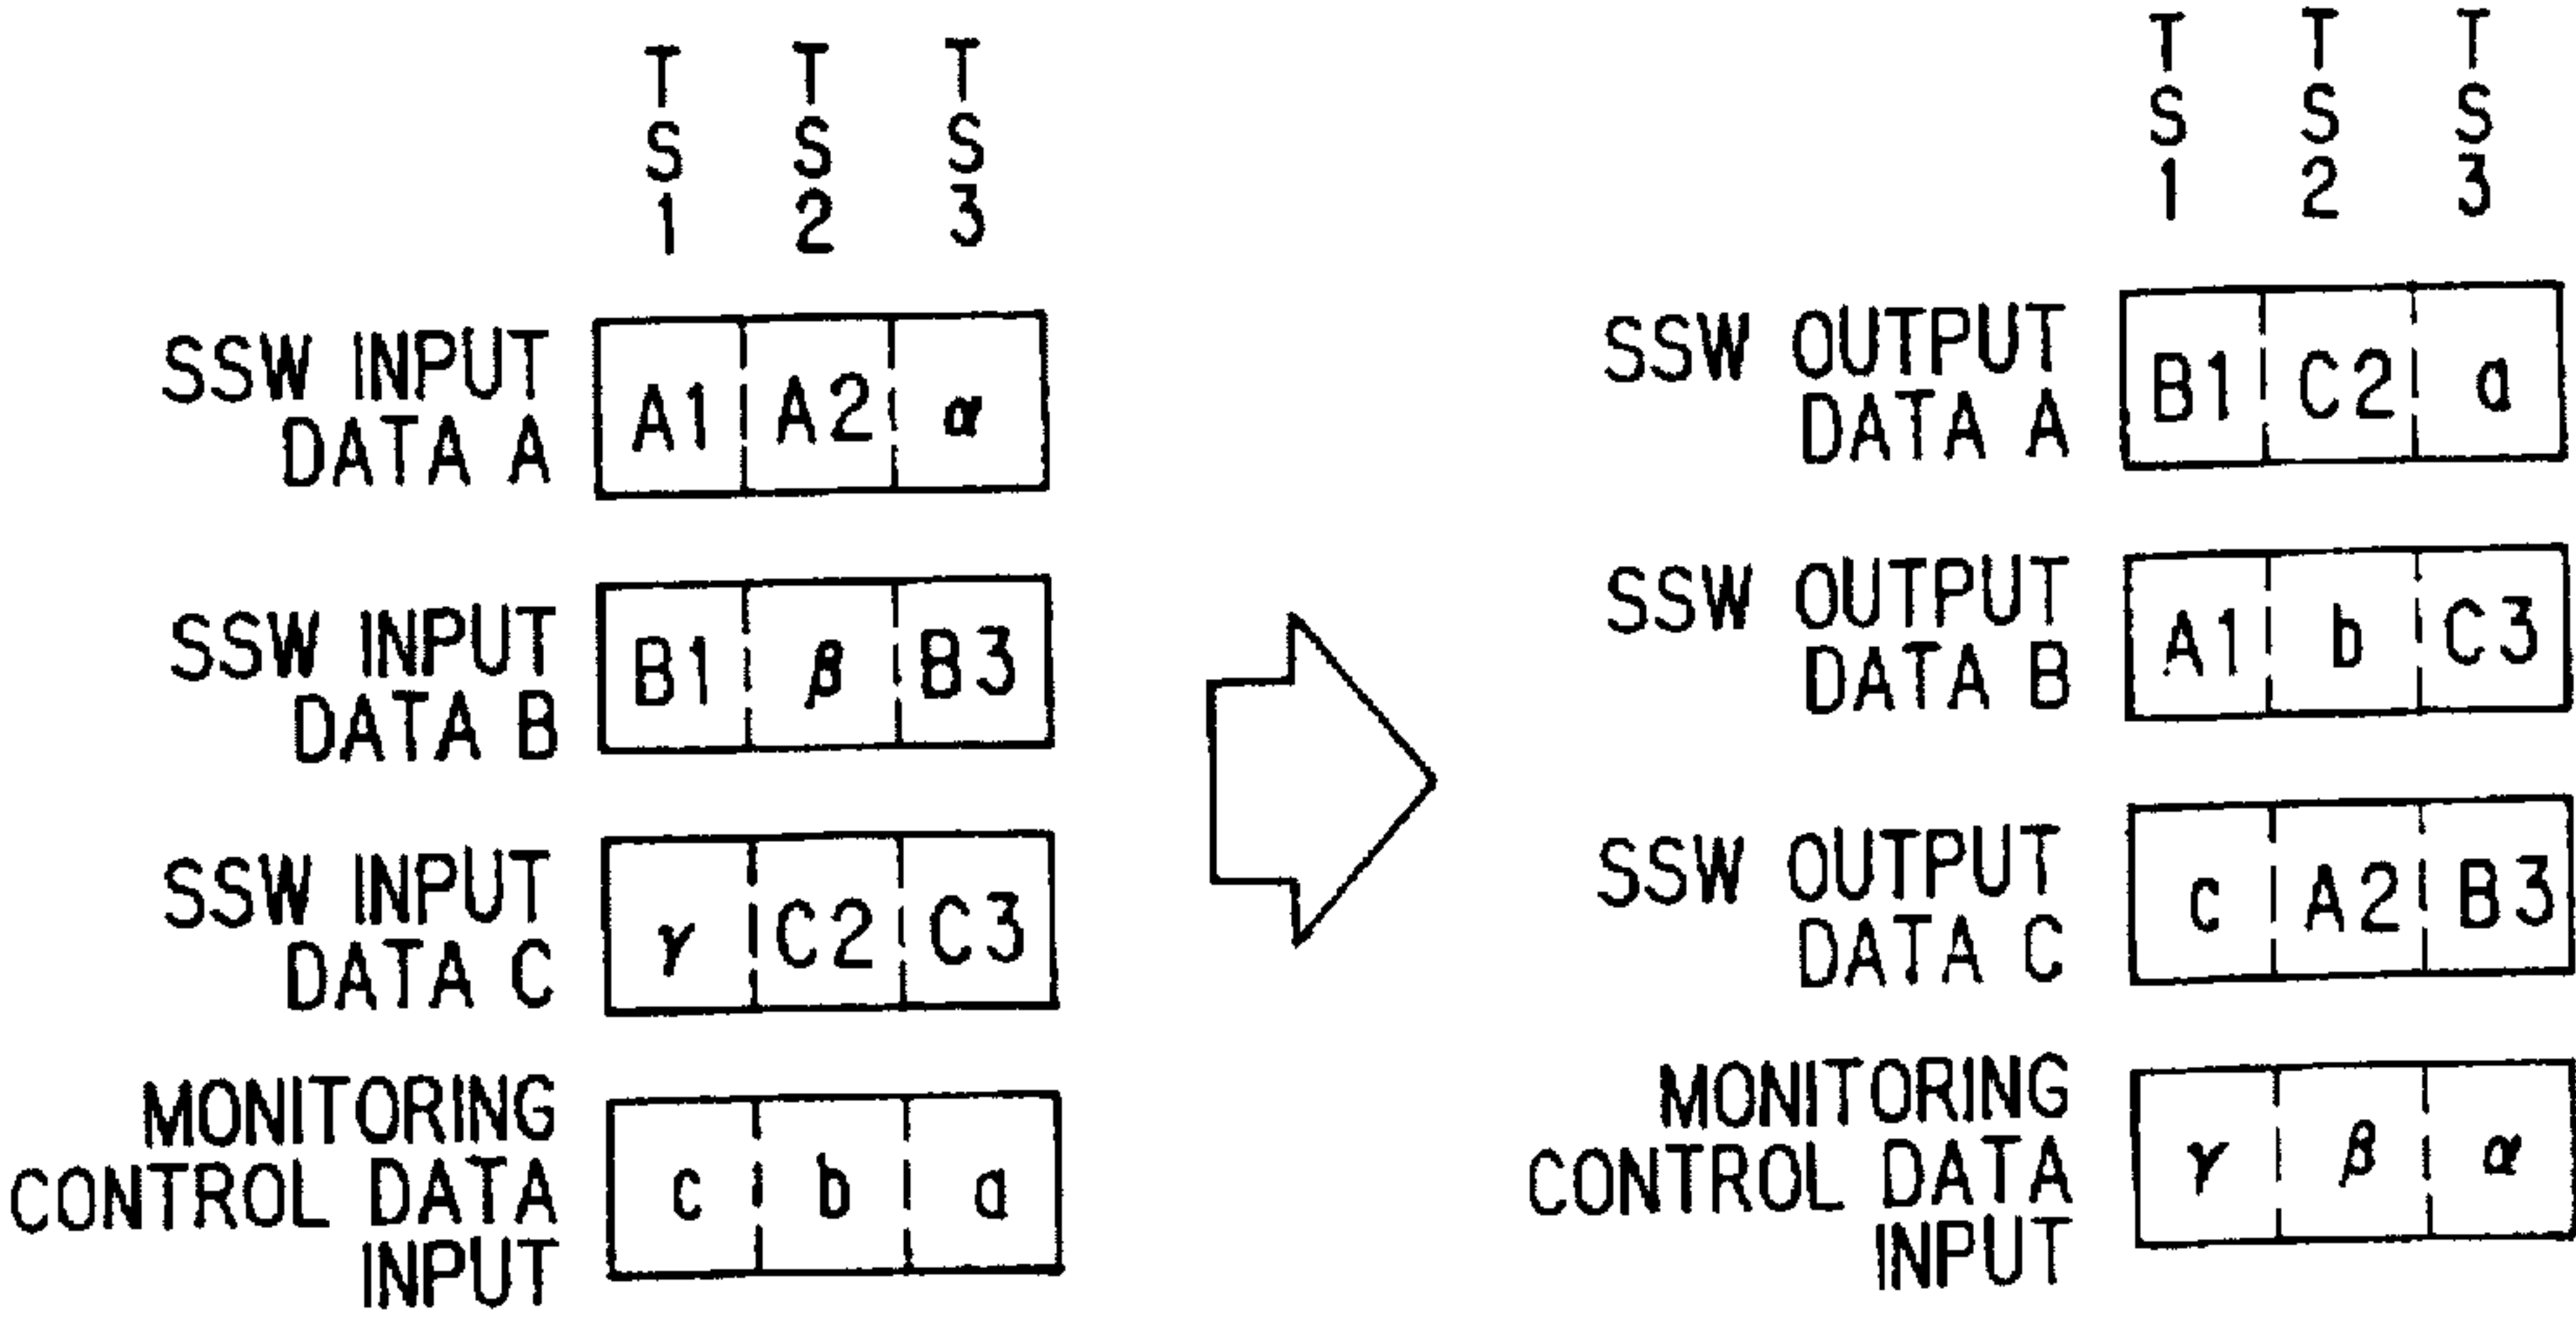 T S 1
T S 2
T S 3
SSW INPUT
DATA A
A1 A2 α
SSW INPUT
DATA B
B1 β B3
SSW INPUT
DATA C
γ C2 C3
MONITORING
CONTROL DATA
INPUT
c b a
T S 1
T S 2
T S 3
SSW OUTPUT
DATA A
B1 C2 a
SSW OUTPUT
DATA B
A1 b C3
SSW OUTPUT
DATA C
c A2 B3
MONITORING
CONTROL DATA
INPUT
γ β α